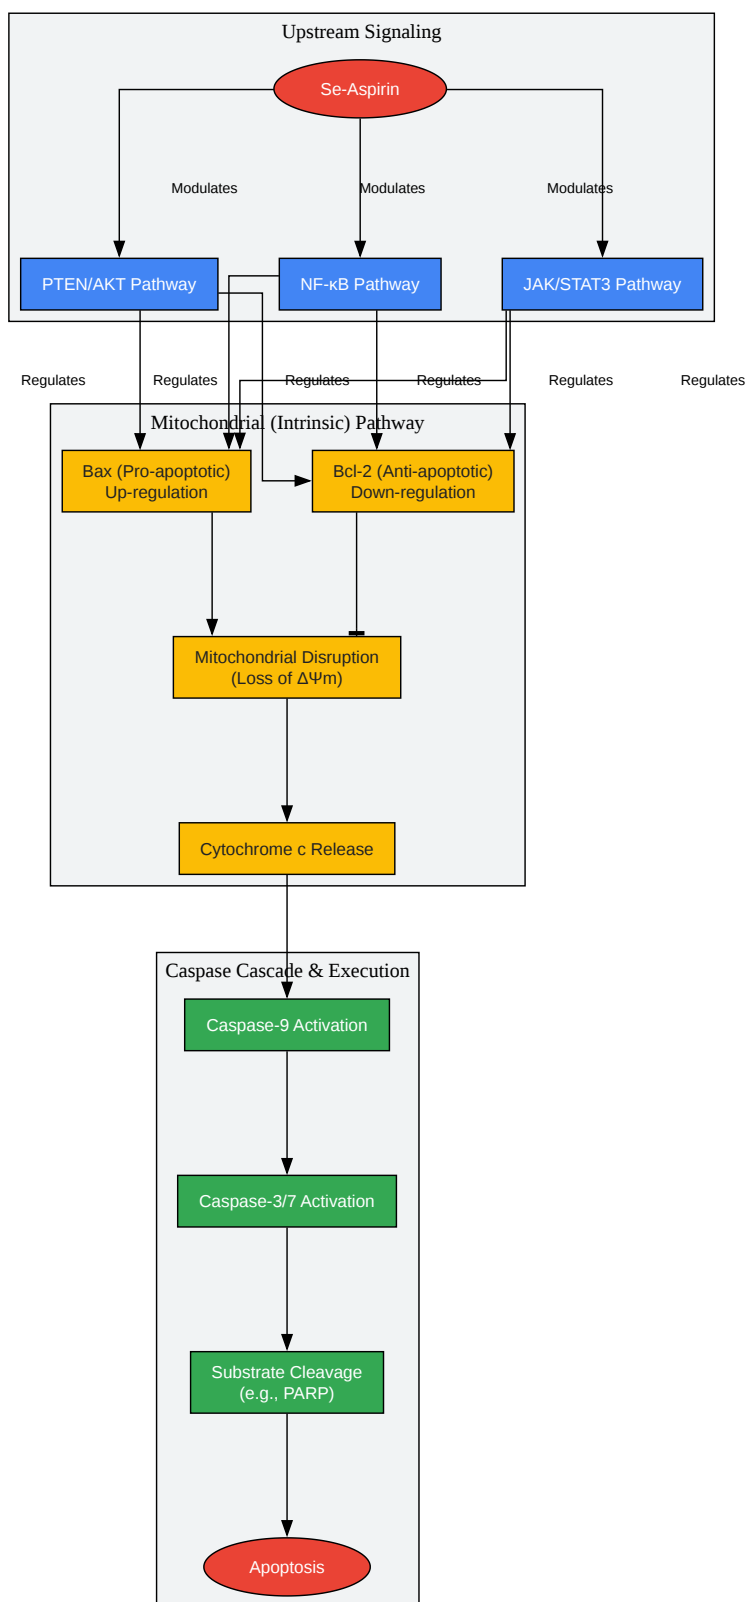 Upstream Signaling
Se-Aspirin
Modulates
Modulates
Modulates
PTEN/AKT Pathway
NF-κB Pathway
JAK/STAT3 Pathway
Regulates
Regulates
Regulates
Regulates
Regulates
Regulates
Mitochondrial (Intrinsic) Pathway
Bax (Pro-apoptotic)
Up-regulation
Bcl-2 (Anti-apoptotic)
Down-regulation
Mitochondrial Disruption
(Loss of ΔΨm)
Cytochrome c Release
Caspase Cascade & Execution
Caspase-9 Activation
Caspase-3/7 Activation
Substrate Cleavage
(e.g., PARP)
Apoptosis